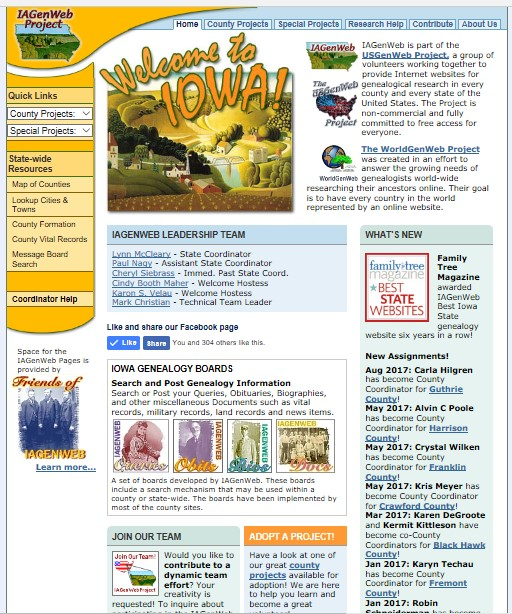 IAGenWeb
Project
Home
County Projects
Special Projects
Research Help
Contribute
About Us
Welcome to
IOWA!
IAGenWeb
The
USGenWeb
Project
WorldGenWeb
IAGenWeb is part of the
USGenWeb Project, a group
of volunteers working together to
provide Internet websites for
genealogical research in every
county and every state of the
United States. The Project is
non-commercial and fully
committed to free access for
everyone.
The WorldGenWeb Project
was created in an effort to
answer the growing needs of
genealogists world-wide
researching their ancestors online. Their goal
is to have every country in the world
represented by an online website.
Quick Links
County Projects:
Special Projects:
State-wide
Resources
Map of Counties
Lookup Cities &
Towns
County Formation
County Vital Records
Message Board
Search
Coordinator Help
Space for the
IAGenWeb Pages is
provided by
Friends of
IAGENWEB
Learn more...
IAGENWEB LEADERSHIP TEAM
Lynn McCleary - State Coordinator
Paul Nagy - Assistant State Coordinator
Cheryl Siebrass - Immed. Past State Coord.
Cindy Booth Maher - Welcome Hostess
Karon S. Velau - Welcome Hostess
Mark Christian - Technical Team Leader
Like and share our Facebook page
Like
Share
You and 304 others like this.
IOWA GENEALOGY BOARDS
Search and Post Genealogy Information
Search or Post your Queries, Obituaries, Biographies,
and other miscellaneous Documents such as vital
records, military records, land records and news items.
IAGENWEB
Queries
IAGENWEB
Obits
IAGENWEB
Bios
IAGENWEB
Docs
A set of boards developed by IAGenWeb. These boards
include a search mechanism that may be used within a
county or state-wide. The boards have been implemented by
most of the county sites.
JOIN OUR TEAM
Join Our Team!
IAGenWeb
Project
Would you like to
contribute to a
dynamic team
effort? Your
creativity is
requested! To inquire about
ADOPT A PROJECT!
Have a look at one of our
great county
projects available for
adoption! We are here
to help you learn and
become a great
WHAT'S NEW
family tree
magazine
BEST
STATE
WEBSITES
Family
Tree
Magazine
awarded
IAGenWeb
Best Iowa
State
genealogy
website six years in a row!
New Assignments!
Aug 2017: Carla Hilgren
has become County
Coordinator for Guthrie
County!
May 2017: Alvin C Poole
has become County
Coordinator for Harrison
County!
May 2017: Crystal Wilken
has become County
Coordinator for Franklin
County!
May 2017: Kris Meyer has
become County Coordinator
for Crawford County!
Mar 2017: Karen DeGroote
and Kermit Kittleson have
become co-County
Coordinators for Black Hawk
County!
Jan 2017: Karyn Techau
has become County
Coordinator for Fremont
County!
Jan 2017: Robin